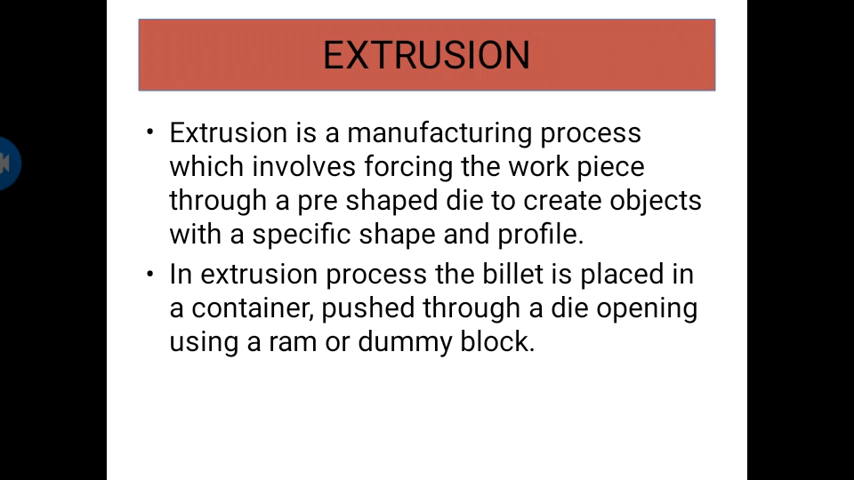 EXTRUSION
• Extrusion is a manufacturing process
which involves forcing the work piece
through a pre shaped die to create objects
with a specific shape and profile.
• In extrusion process the billet is placed in
a container, pushed through a die opening
using a ram or dummy block.